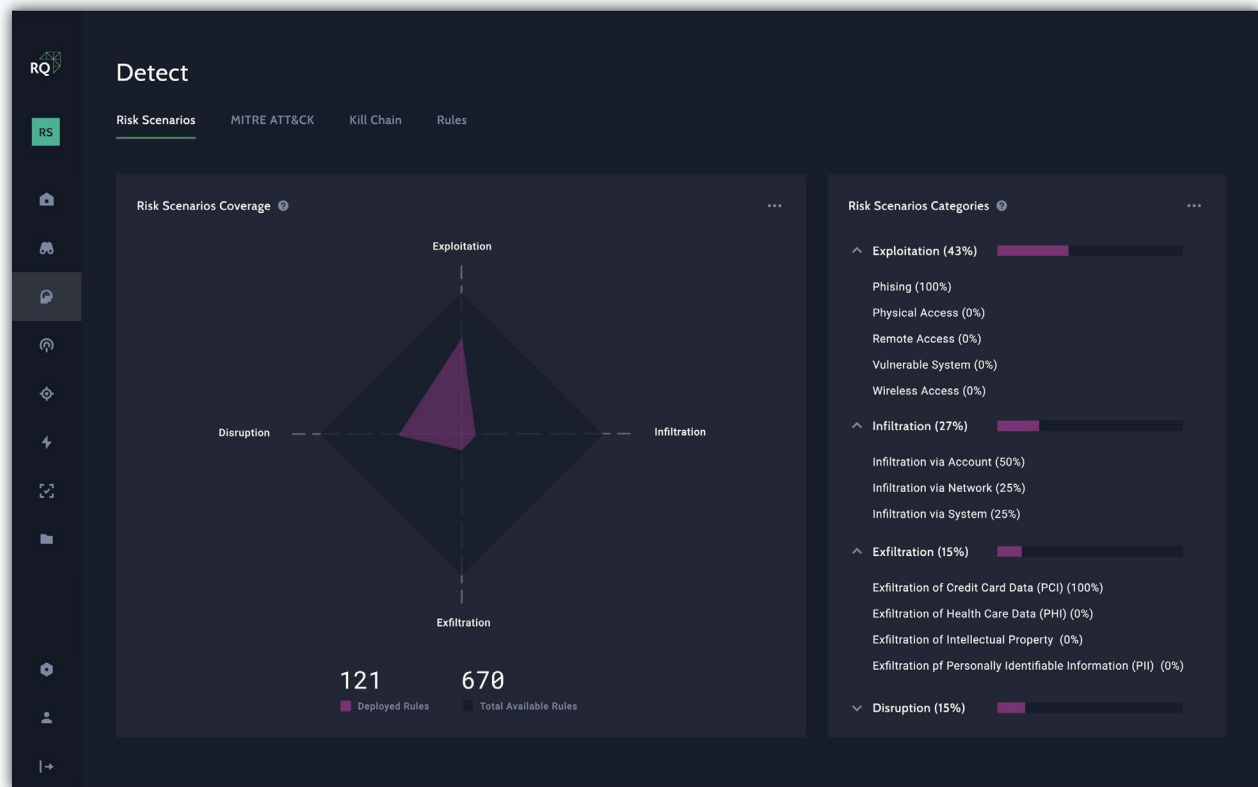 RQ
RS
Detect
Risk Scenarios MITRE ATT&CK Kill Chain Rules
Risk Scenarios Coverage ?
Exploitation
Disruption
Infiltration
Exfiltration
121 670
Deployed Rules Total Available Rules
Risk Scenarios Categories ?
Exploitation (43%)
Phising (100%)
Physical Access (0%)
Remote Access (0%)
Vulnerable System (0%)
Wireless Access (0%)
Infiltration (27%)
Infiltration via Account (50%)
Infiltration via Network (25%)
Infiltration via System (25%)
Exfiltration (15%)
Exfiltration of Credit Card Data (PCI) (100%)
Exfiltration of Health Care Data (PHI) (0%)
Exfiltration of Intellectual Property (0%)
Exfiltration pf Personally Identifiable Information (PII) (0%)
Disruption (15%)